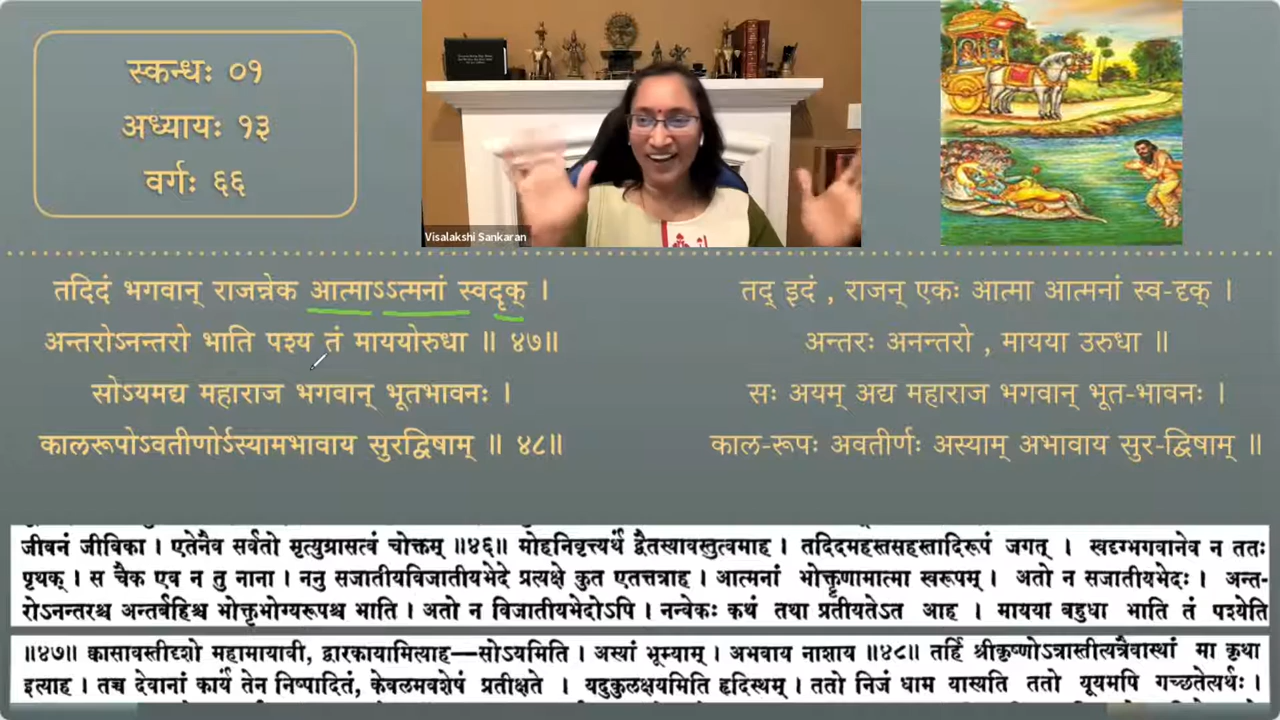 स्कन्धः ०१
अध्यायः १३
वर्गः ६६
Visalakshi Sankaran
तदिदं भगवान् राजन्नेक आत्माऽऽत्मनां स्वदृक् ।
अन्तरोऽनन्तरो भाति पश्य तं माययोरुधा ॥ ४७॥
सोऽयमद्य महाराज भगवान् भूतभावनः ।
कालरूपोऽवतीर्णोऽस्यामभावाय सुरद्विषाम् ॥ ४८॥
तद् इदं , राजन् एकः आत्मा आत्मनां स्व-दृक् ।
अन्तरः अनन्तरो , मायया उरुधा ॥
सः अयम् अद्य महाराज भगवान् भूत-भावनः ।
काल-रूपः अवतीर्णः अस्याम् अभावाय सुर-द्विषाम् ॥
जीवनं जीविका । एतेनैव सर्वतो मृत्युग्रासत्वं चोक्तम् ॥४६॥ मोहनिवृत्त्यर्थं द्वैतस्यावस्तुत्वमाह । तदिदमहस्तसहस्तादिरूपं जगत् । स्वदृग्भगवानेव न ततः
पृथक् । स चैक एव न तु नाना । ननु सजातीयविजातीयभेदे प्रत्यक्षे कुत एतत्तत्राह । आत्मनां भोक्तॄणामात्मा स्वरूपम् । अतो न सजातीयभेदः । अन्त-
रोऽनन्तरश्च अन्तर्बहिश्च भोक्तृभोग्यरूपश्च भाति । अतो न विजातीयभेदोऽपि । नन्वेकः कथं तथा प्रतीयतेऽत आह । मायया बहुधा भाति तं पश्येति
॥४७॥ क्वासावस्तीदृशो महामायावी, द्वारकायामित्याह—सोऽयमिति । अस्यां भूम्याम् । अभवाय नाशाय ॥४८॥ तर्हि श्रीकृष्णोऽत्रास्तीत्यत्रैवास्थां मा कृथा
इत्याह । तच्च देवानां कार्यं तेन निष्पादितं, केवलमवशेषं प्रतीक्षते । यदुकुलक्षयमिति हृदिस्थम् । ततो निजं धाम यास्यति ततो यूयमपि गच्छतेत्यर्थः ।